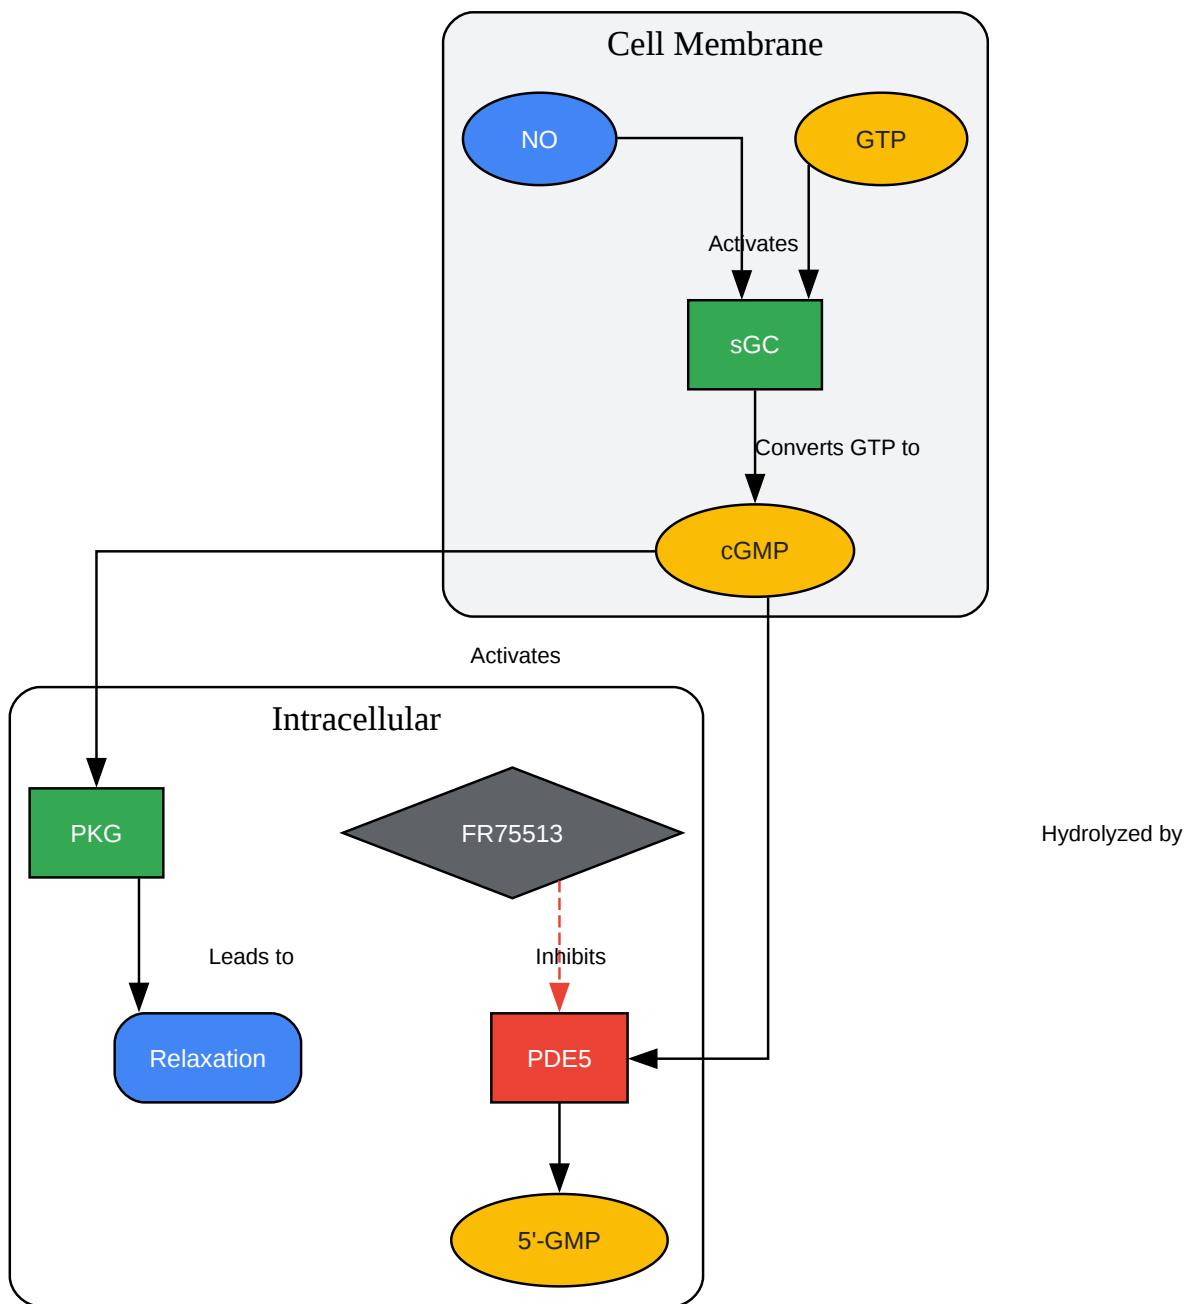 Cell Membrane
NO
GTP
Activates
sGC
Converts GTP to
cGMP
Activates
Intracellular
PKG
FR75513
Hydrolyzed by
Leads to
Inhibits
Relaxation
PDE5
5'-GMP